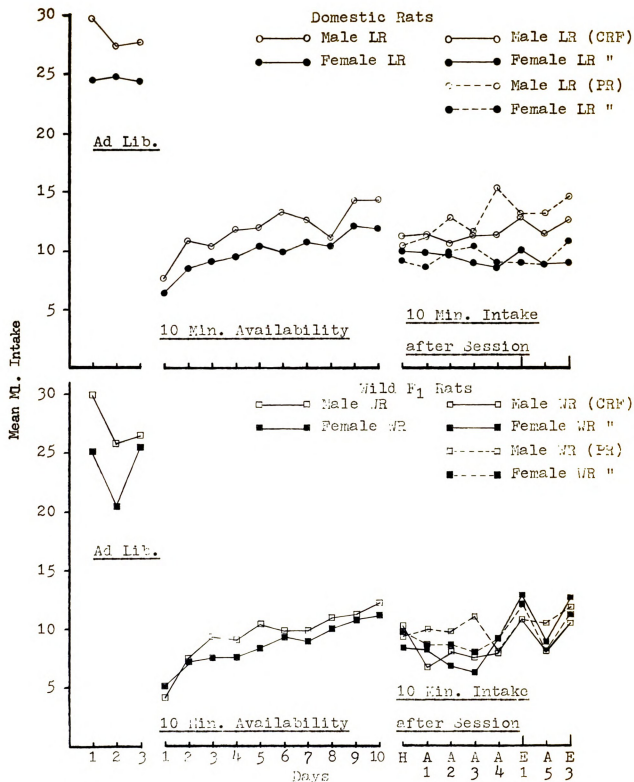 Domestic Rats
Male LR
Female LR
Male LR (CRF)
Female LR "
Male LR (PR)
Female LR "
30
25
20
15
10
5
Ad Lib.
10 Min. Availability
10 Min. Intake
after Session
Mean Ml. Intake
Wild F1 Rats
Male WR
Female WR
Male WR (CRF)
Female WR "
Male WR (PR)
Female WR "
30
25
20
15
10
5
Ad Lib.
10 Min. Availability
10 Min. Intake
after Session
1 2 3 1 2 3 4 5 6 7 8 9 10 H A A A A E A E
1 2 3 4 1 5 3
Days